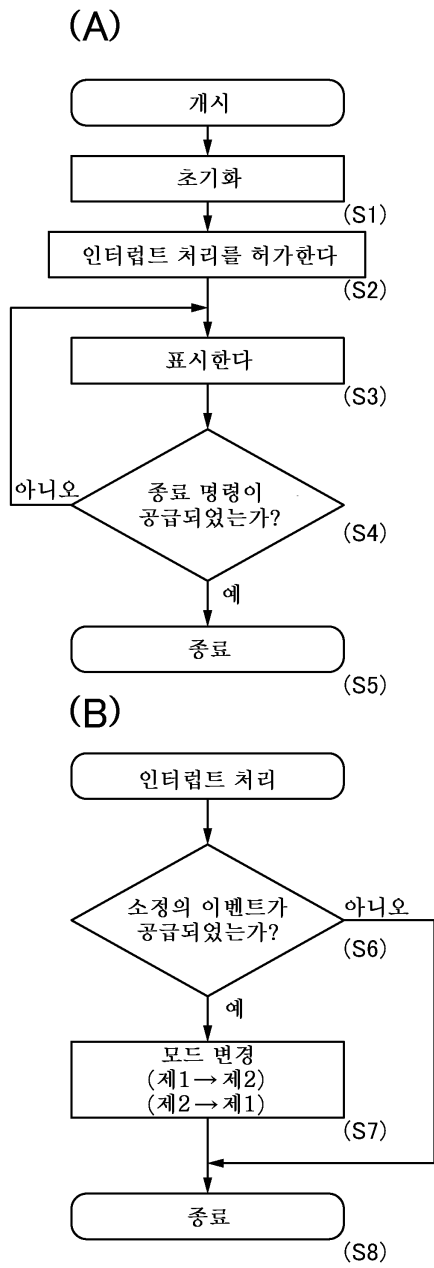 (A)
개시
초기화
(S1)
인터럽트 처리를 허가한다
(S2)
표시한다
(S3)
아니오
종료 명령이
공급되었는가?
(S4)
예
종료
(S5)
(B)
인터럽트 처리
소정의 이벤트가
공급되었는가?
아니오
(S6)
예
모드 변경
(제1→제2)
(제2→제1)
(S7)
종료
(S8)